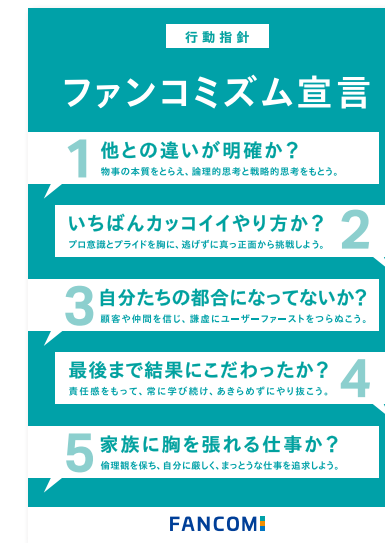 行動指針
ファンコミズム宣言
1 他との違いが明確か?
物事の本質をとらえ、論理的思考と戦略的思考をもとう。
いちばんカッコイイやり方か? 2
プロ意識とプライドを胸に、逃げずに真っ正面から挑戦しよう。
3 自分たちの都合になってないか?
顧客や仲間を信じ、謙虚にユーザーファーストをつらぬこう。
最後まで結果にこだわったか? 4
責任感をもって、常に学び続け、あきらめずにやり抜こう。
5 家族に胸を張れる仕事か?
倫理観を保ち、自分に厳しく、まっとうな仕事を追求しよう。
FANCOMI